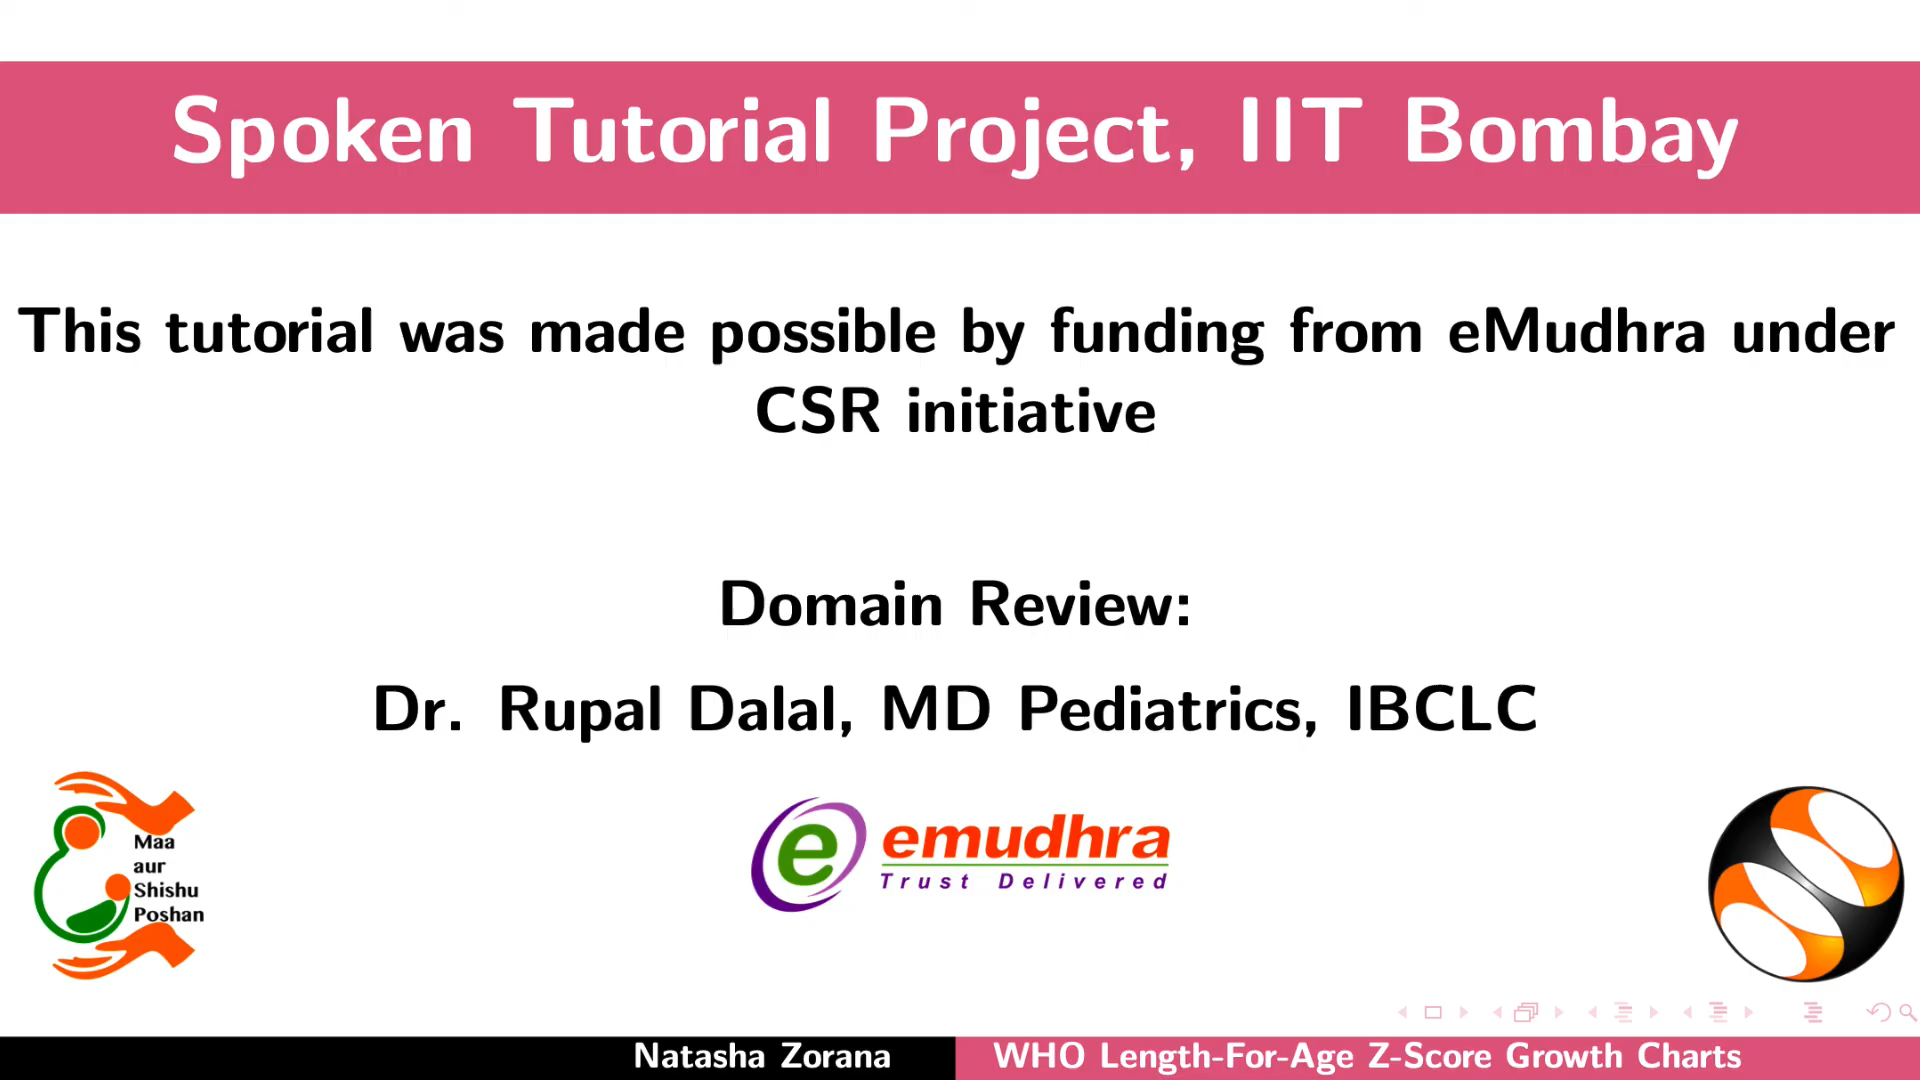 Spoken Tutorial Project, IIT Bombay
This tutorial was made possible by funding from eMudhra under
CSR initiative
Domain Review:
Dr. Rupal Dalal, MD Pediatrics, IBCLC
Maa
aur
Shishu
Poshan
e emudhra
Trust Delivered
Natasha Zorana
WHO Length-For-Age Z-Score Growth Charts